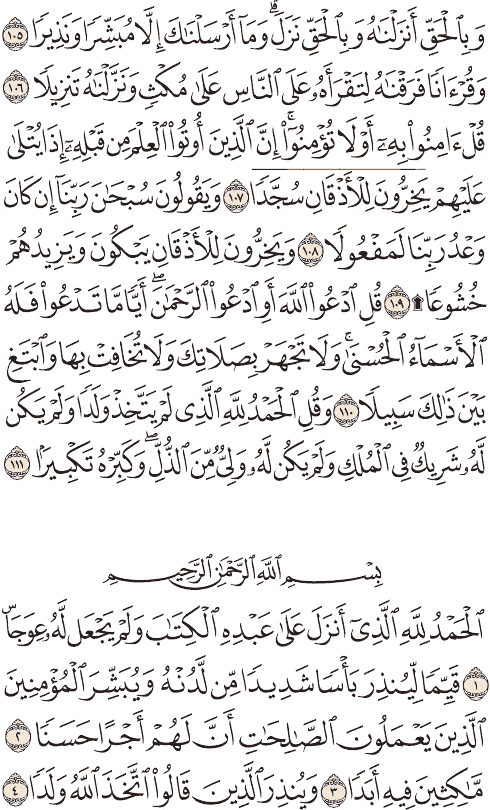 وَبِٱلْحَقِّ أَنزَلْنَٰهُ وَبِٱلْحَقِّ نَزَلَ ۗ وَمَآ أَرْسَلْنَٰكَ إِلَّا مُبَشِّرًا وَنَذِيرًا ١٠٥
وَقُرْءَانًا فَرَقْنَٰهُ لِتَقْرَأَهُۥ عَلَى ٱلنَّاسِ عَلَىٰ مُكْثٍ وَنَزَّلْنَٰهُ تَنزِيلًا ١٠٦
قُلْ ءَامِنُوا۟ بِهِۦٓ أَوْ لَا تُؤْمِنُوٓا۟ ۚ إِنَّ ٱلَّذِينَ أُوتُوا۟ ٱلْعِلْمَ مِن قَبْلِهِۦٓ إِذَا يُتْلَىٰ
عَلَيْهِمْ يَخِرُّونَ لِلْأَذْقَانِ سُجَّدًا ١٠٧ وَيَقُولُونَ سُبْحَٰنَ رَبِّنَآ إِن كَانَ
وَعْدُ رَبِّنَا لَمَفْعُولًا ١٠٨ وَيَخِرُّونَ لِلْأَذْقَانِ يَبْكُونَ وَيَزِيدُهُمْ
خُشُوعًا ۩ ١٠٩ قُلِ ٱدْعُوا۟ ٱللَّهَ أَوِ ٱدْعُوا۟ ٱلرَّحْمَٰنَ ۖ أَيًّا مَّا تَدْعُوا۟ فَلَهُ
ٱلْأَسْمَآءُ ٱلْحُسْنَىٰ ۚ وَلَا تَجْهَرْ بِصَلَاتِكَ وَلَا تُخَافِتْ بِهَا وَٱبْتَغِ
بَيْنَ ذَٰلِكَ سَبِيلًا ١١٠ وَقُلِ ٱلْحَمْدُ لِلَّهِ ٱلَّذِى لَمْ يَتَّخِذْ وَلَدًا وَلَمْ يَكُن
لَّهُۥ شَرِيكٌ فِى ٱلْمُلْكِ وَلَمْ يَكُن لَّهُۥ وَلِىٌّ مِّنَ ٱلذُّلِّ ۖ وَكَبِّرْهُ تَكْبِيرًۢا ١١١
بِسْمِ ٱللَّهِ ٱلرَّحْمَٰنِ ٱلرَّحِيمِ
ٱلْحَمْدُ لِلَّهِ ٱلَّذِىٓ أَنزَلَ عَلَىٰ عَبْدِهِ ٱلْكِتَٰبَ وَلَمْ يَجْعَل لَّهُۥ عِوَجَا ۜ
١ قَيِّمًا لِّيُنذِرَ بَأْسًا شَدِيدًا مِّن لَّدُنْهُ وَيُبَشِّرَ ٱلْمُؤْمِنِينَ
ٱلَّذِينَ يَعْمَلُونَ ٱلصَّٰلِحَٰتِ أَنَّ لَهُمْ أَجْرًا حَسَنًا ٢
مَّٰكِثِينَ فِيهِ أَبَدًا ٣ وَيُنذِرَ ٱلَّذِينَ قَالُوا۟ ٱتَّخَذَ ٱللَّهُ وَلَدًا ٤